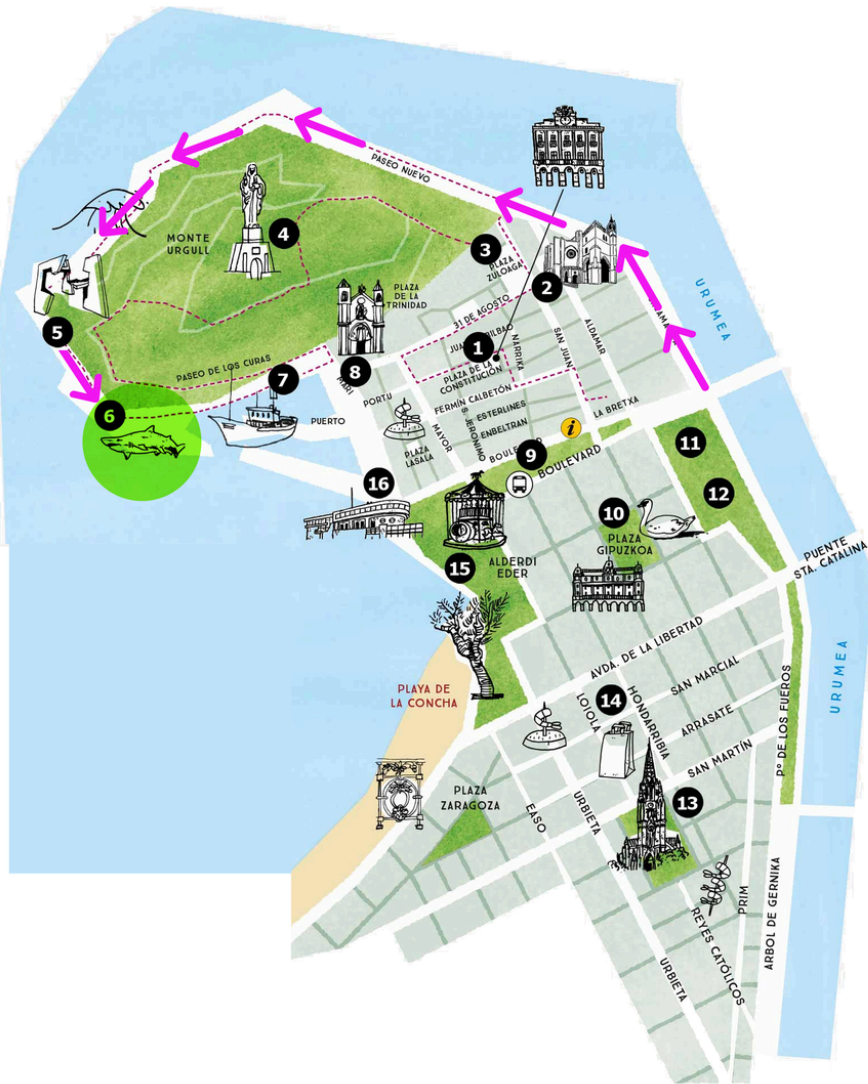 PASEO NUEVO
MONTE
URGULL
4
3
PLAZA
ZULOAGA
2
PLAZA
DE LA
TRINIDAD
URUMEA
31 DE AGOSTO
5
1
NARRIKA
SAN JUAN
ALDAMAR
8
PLAZA DE LA
CONSTITUCIÓN
PASEO DE LOS CURAS
7
MARI
PORTU
FERMÍN CALBETÓN
6
ESTERLINES
LA BRETXA
PUERTO
MAYOR
S. JERONIMO
ENBELTRAN
i
PLAZA
LASALA
9
BOULEVARD
11
16
12
10
PLAZA
GIPUZKOA
15
ALDERDI
EDER
PUENTE
STA. CATALINA
AVDA. DE LA LIBERTAD
PLAYA DE
LA CONCHA
SAN MARCIAL
URUMEA
14
LOIOLA
HONDARRIBIA
ARRASATE
Pº DE LOS FUEROS
SAN MARTÍN
PLAZA
ZARAGOZA
EASO
URBIETA
13
PRIM
ARBOL DE GERNIKA
REYES CATÓLICOS
URBIETA